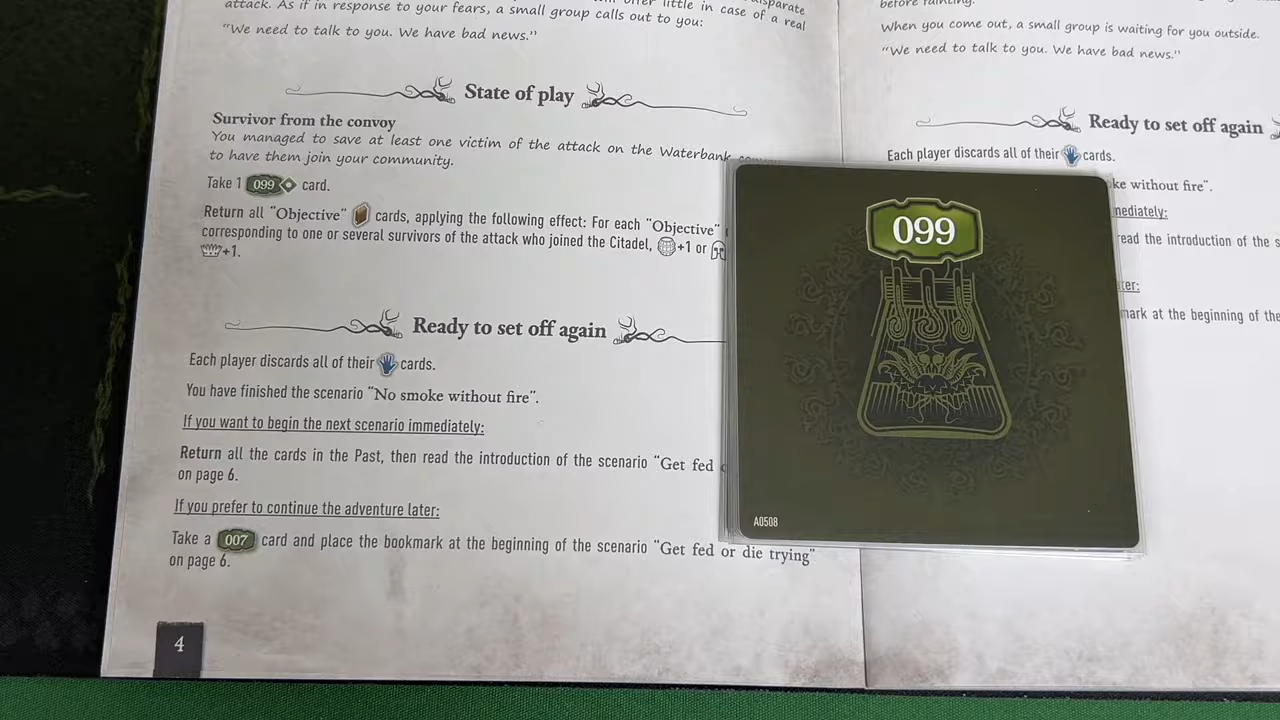 attack. As if in response to your fears, a small group calls out to you:
little in case of a real
"We need to talk to you. We have bad news."
State of play
Survivor from the convoy
You managed to save at least one victim of the attack on the Waterbank
to have them join your community.
Take 1 099 card.
Return all "Objective" cards, applying the following effect: For each "Objective"
corresponding to one or several survivors of the attack who joined the Citadel, +1 or
+1.
Ready to set off again
Each player discards all of their cards.
You have finished the scenario "No smoke without fire".
If you want to begin the next scenario immediately:
Return all the cards in the Past, then read the introduction of the scenario "Get fed
on page 6.
If you prefer to continue the adventure later:
Take a 007 card and place the bookmark at the beginning of the scenario "Get fed or die trying"
on page 6.
4
before fainting.
When you come out, a small group is waiting for you outside.
"We need to talk to you. We have bad news."
Ready to set off again
Each player discards all of their cards.
without fire".
read the introduction of the
at the beginning of the
099
A0508